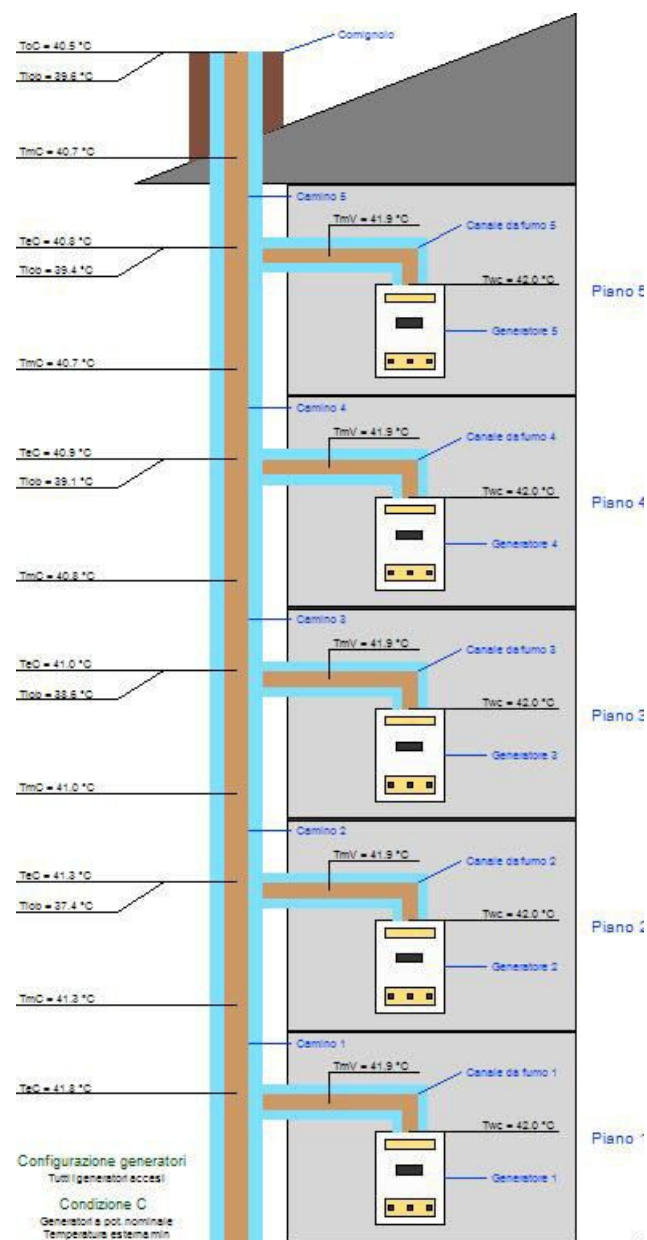 ToC = 40.5 °C
Comignolo
Tiob = 39.6 °C
TmC = 40.7 °C
Camino 5
TmV = 41.9 °C
Canale da fumo 5
TeC = 40.8 °C
Tiob = 39.4 °C
Twc = 42.0 °C
Piano 5
Generatore 5
TmC = 40.7 °C
Camino 4
TmV = 41.9 °C
Canale da fumo 4
TeC = 40.9 °C
Tiob = 39.1 °C
Twc = 42.0 °C
Piano 4
Generatore 4
TmC = 40.8 °C
Camino 3
TmV = 41.9 °C
Canale da fumo 3
TeC = 41.0 °C
Tiob = 38.6 °C
Twc = 42.0 °C
Piano 3
Generatore 3
TmC = 41.0 °C
Camino 2
TmV = 41.9 °C
Canale da fumo 2
TeC = 41.3 °C
Tiob = 37.4 °C
Twc = 42.0 °C
Piano 2
Generatore 2
TmC = 41.3 °C
Camino 1
TmV = 41.9 °C
Canale da fumo 1
TeC = 41.8 °C
Twc = 42.0 °C
Piano 1
Generatore 1
Configurazione generatori
Tutti i generatori accesi
Condizione C
Generatori a pot. nominale
Temperatura esterna min